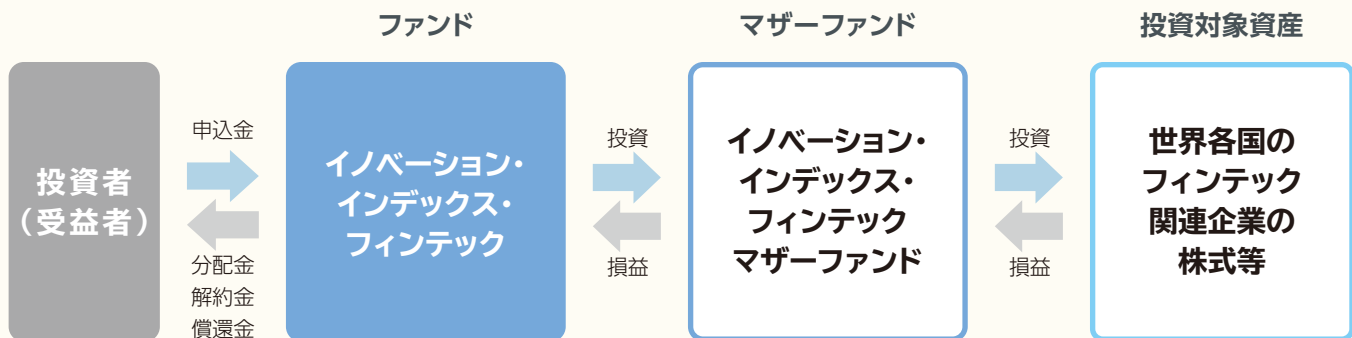 ファンド
マザーファンド
投資対象資産
投資者
（受益者）
申込金
分配金
解約金
償還金
イノベーション・
インデックス・
フィンテック
投資
損益
イノベーション・
インデックス・
フィンテック
マザーファンド
投資
損益
世界各国の
フィンテック
関連企業の
株式等